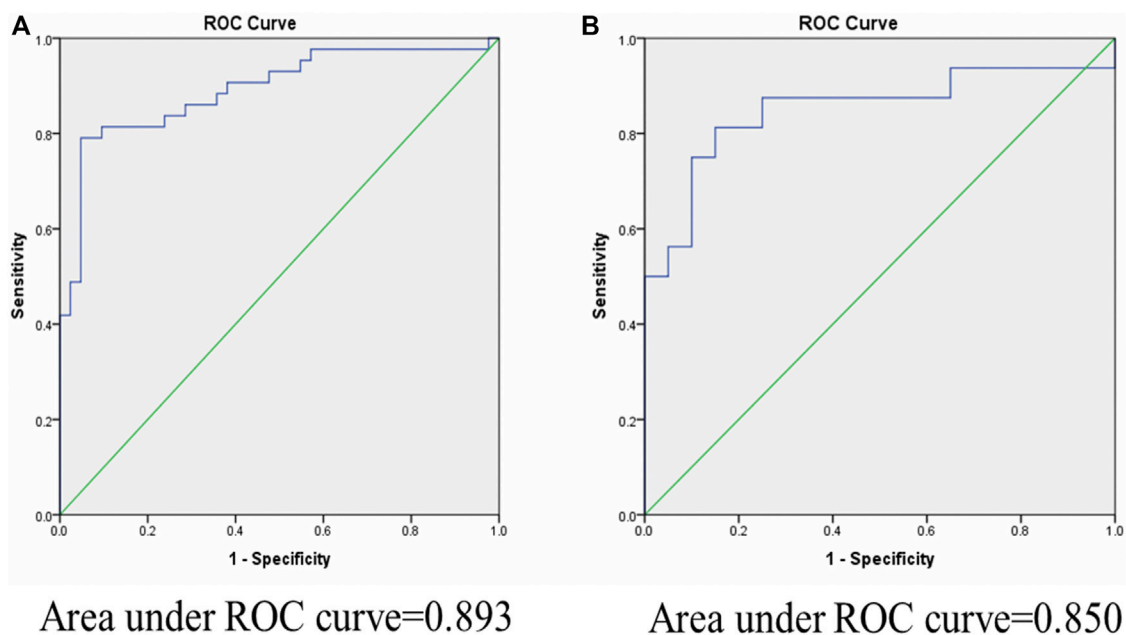 A
ROC Curve
1.0
0.8
0.6
0.4
0.2
0.0
Sensitivity
0.0 0.2 0.4 0.6 0.8 1.0
1 - Specificity
Area under ROC curve=0.893
B
ROC Curve
1.0
0.8
0.6
0.4
0.2
0.0
Sensitivity
0.0 0.2 0.4 0.6 0.8 1.0
1 - Specificity
Area under ROC curve=0.850